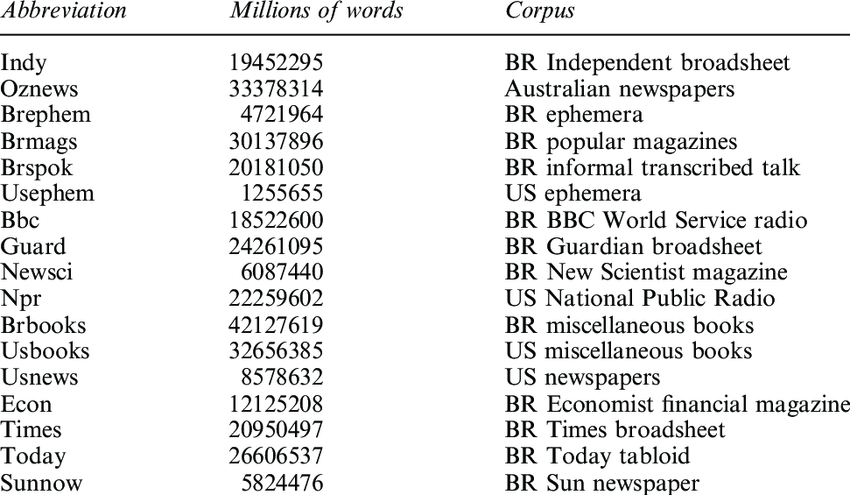 Abbreviation Millions of words Corpus
Indy 19452295 BR Independent broadsheet
Oznews 33378314 Australian newspapers
Brephem 4721964 BR ephemera
Brmags 30137896 BR popular magazines
Brspok 20181050 BR informal transcribed talk
Usephem 1255655 US ephemera
Bbc 18522600 BR BBC World Service radio
Guard 24261095 BR Guardian broadsheet
Newsci 6087440 BR New Scientist magazine
Npr 22259602 US National Public Radio
Brbooks 42127619 BR miscellaneous books
Usbooks 32656385 US miscellaneous books
Usnews 8578632 US newspapers
Econ 12125208 BR Economist financial magazine
Times 20950497 BR Times broadsheet
Today 26606537 BR Today tabloid
Sunnow 5824476 BR Sun newspaper